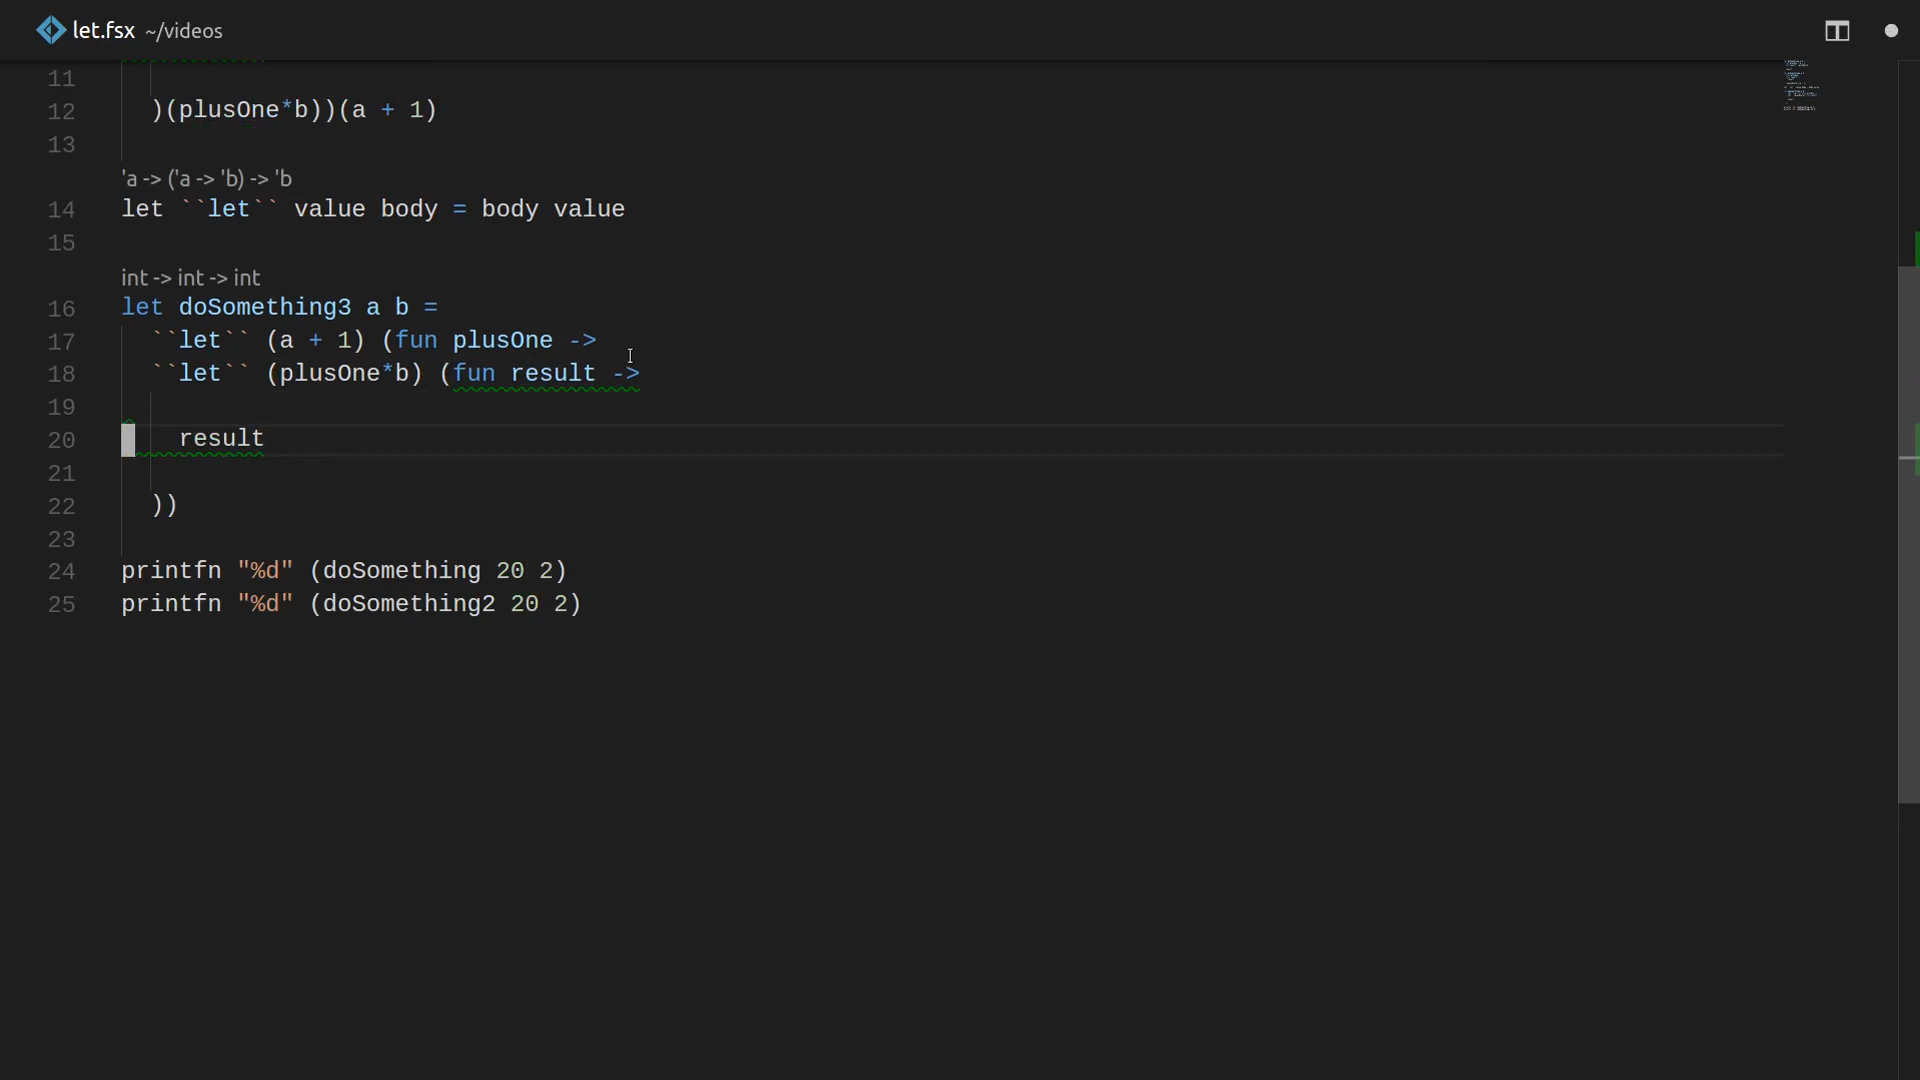 let.fsx ~/videos
11
12 )(plusOne*b))(a + 1)
13
'a -> ('a -> 'b) -> 'b
14 let ``let`` value body = body value
15
int -> int -> int
16 let doSomething3 a b =
17 ``let`` (a + 1) (fun plusOne ->
18 ``let`` (plusOne*b) (fun result ->
19
20 result
21
22 ))
23
24 printfn "%d" (doSomething 20 2)
25 printfn "%d" (doSomething2 20 2)